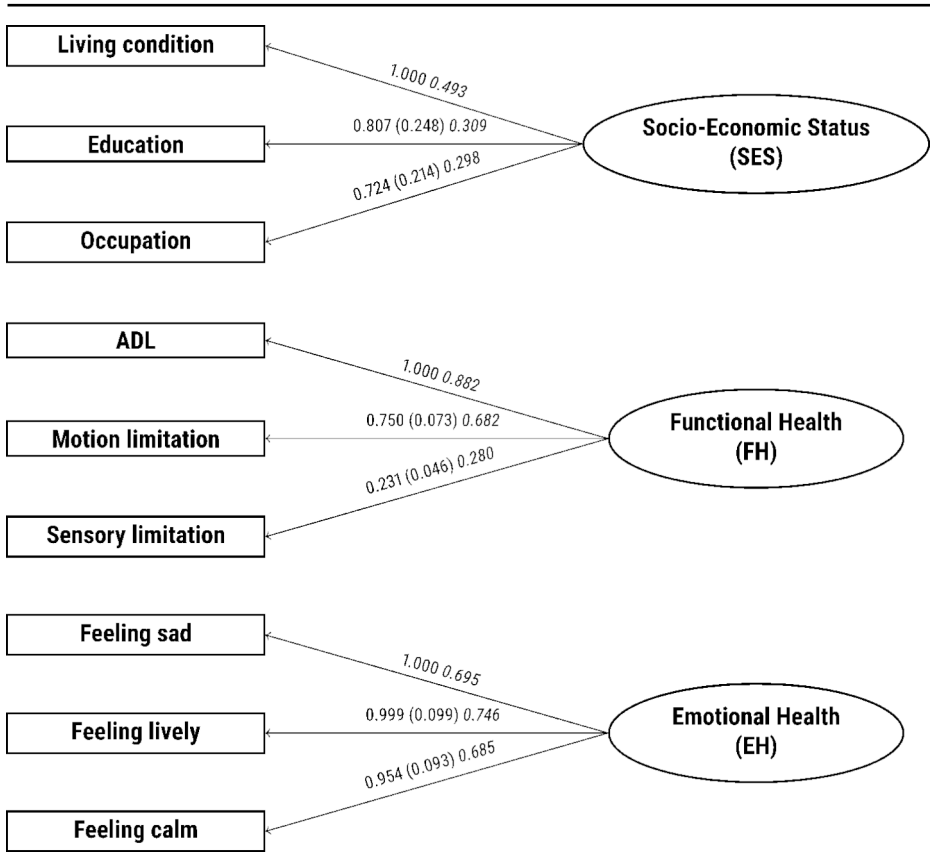 Living condition
1.000 0.493
Education
0.807 (0.248) 0.309
Socio-Economic Status
(SES)
0.724 (0.214) 0.298
Occupation
ADL
1.000 0.882
Motion limitation
0.750 (0.073) 0.682
Functional Health
(FH)
0.231 (0.046) 0.280
Sensory limitation
Feeling sad
1.000 0.695
Feeling lively
0.999 (0.099) 0.746
Emotional Health
(EH)
0.954 (0.093) 0.685
Feeling calm